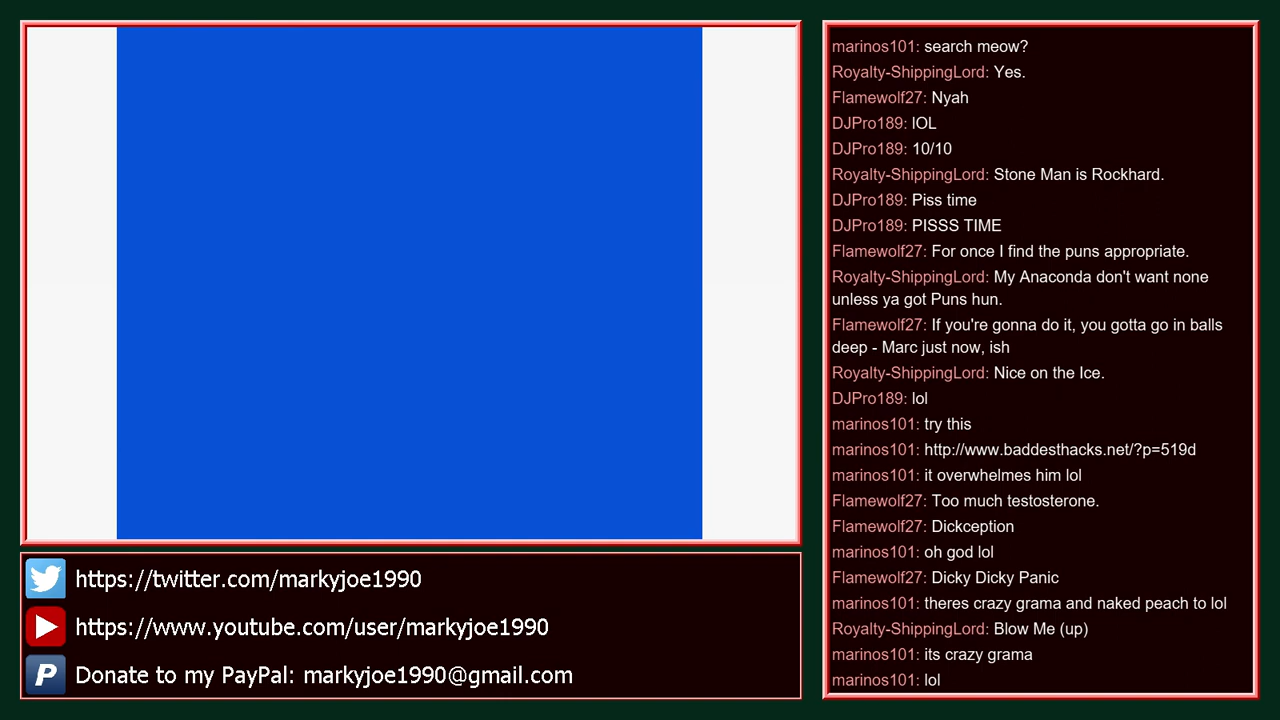 marinos101: search meow?
Royalty-ShippingLord: Yes.
Flamewolf27: Nyah
DJPro189: lOL
DJPro189: 10/10
Royalty-ShippingLord: Stone Man is Rockhard.
DJPro189: Piss time
DJPro189: PISSS TIME
Flamewolf27: For once I find the puns appropriate.
Royalty-ShippingLord: My Anaconda don't want none
unless ya got Puns hun.
Flamewolf27: If you're gonna do it, you gotta go in balls
deep - Marc just now, ish
Royalty-ShippingLord: Nice on the Ice.
DJPro189: lol
marinos101: try this
marinos101: http://www.baddesthacks.net/?p=519d
marinos101: it overwhelmes him lol
Flamewolf27: Too much testosterone.
Flamewolf27: Dickception
marinos101: oh god lol
Flamewolf27: Dicky Dicky Panic
marinos101: theres crazy grama and naked peach to lol
Royalty-ShippingLord: Blow Me (up)
marinos101: its crazy grama
marinos101: lol
https://twitter.com/markyjoe1990
https://www.youtube.com/user/markyjoe1990
Donate to my PayPal: markyjoe1990@gmail.com